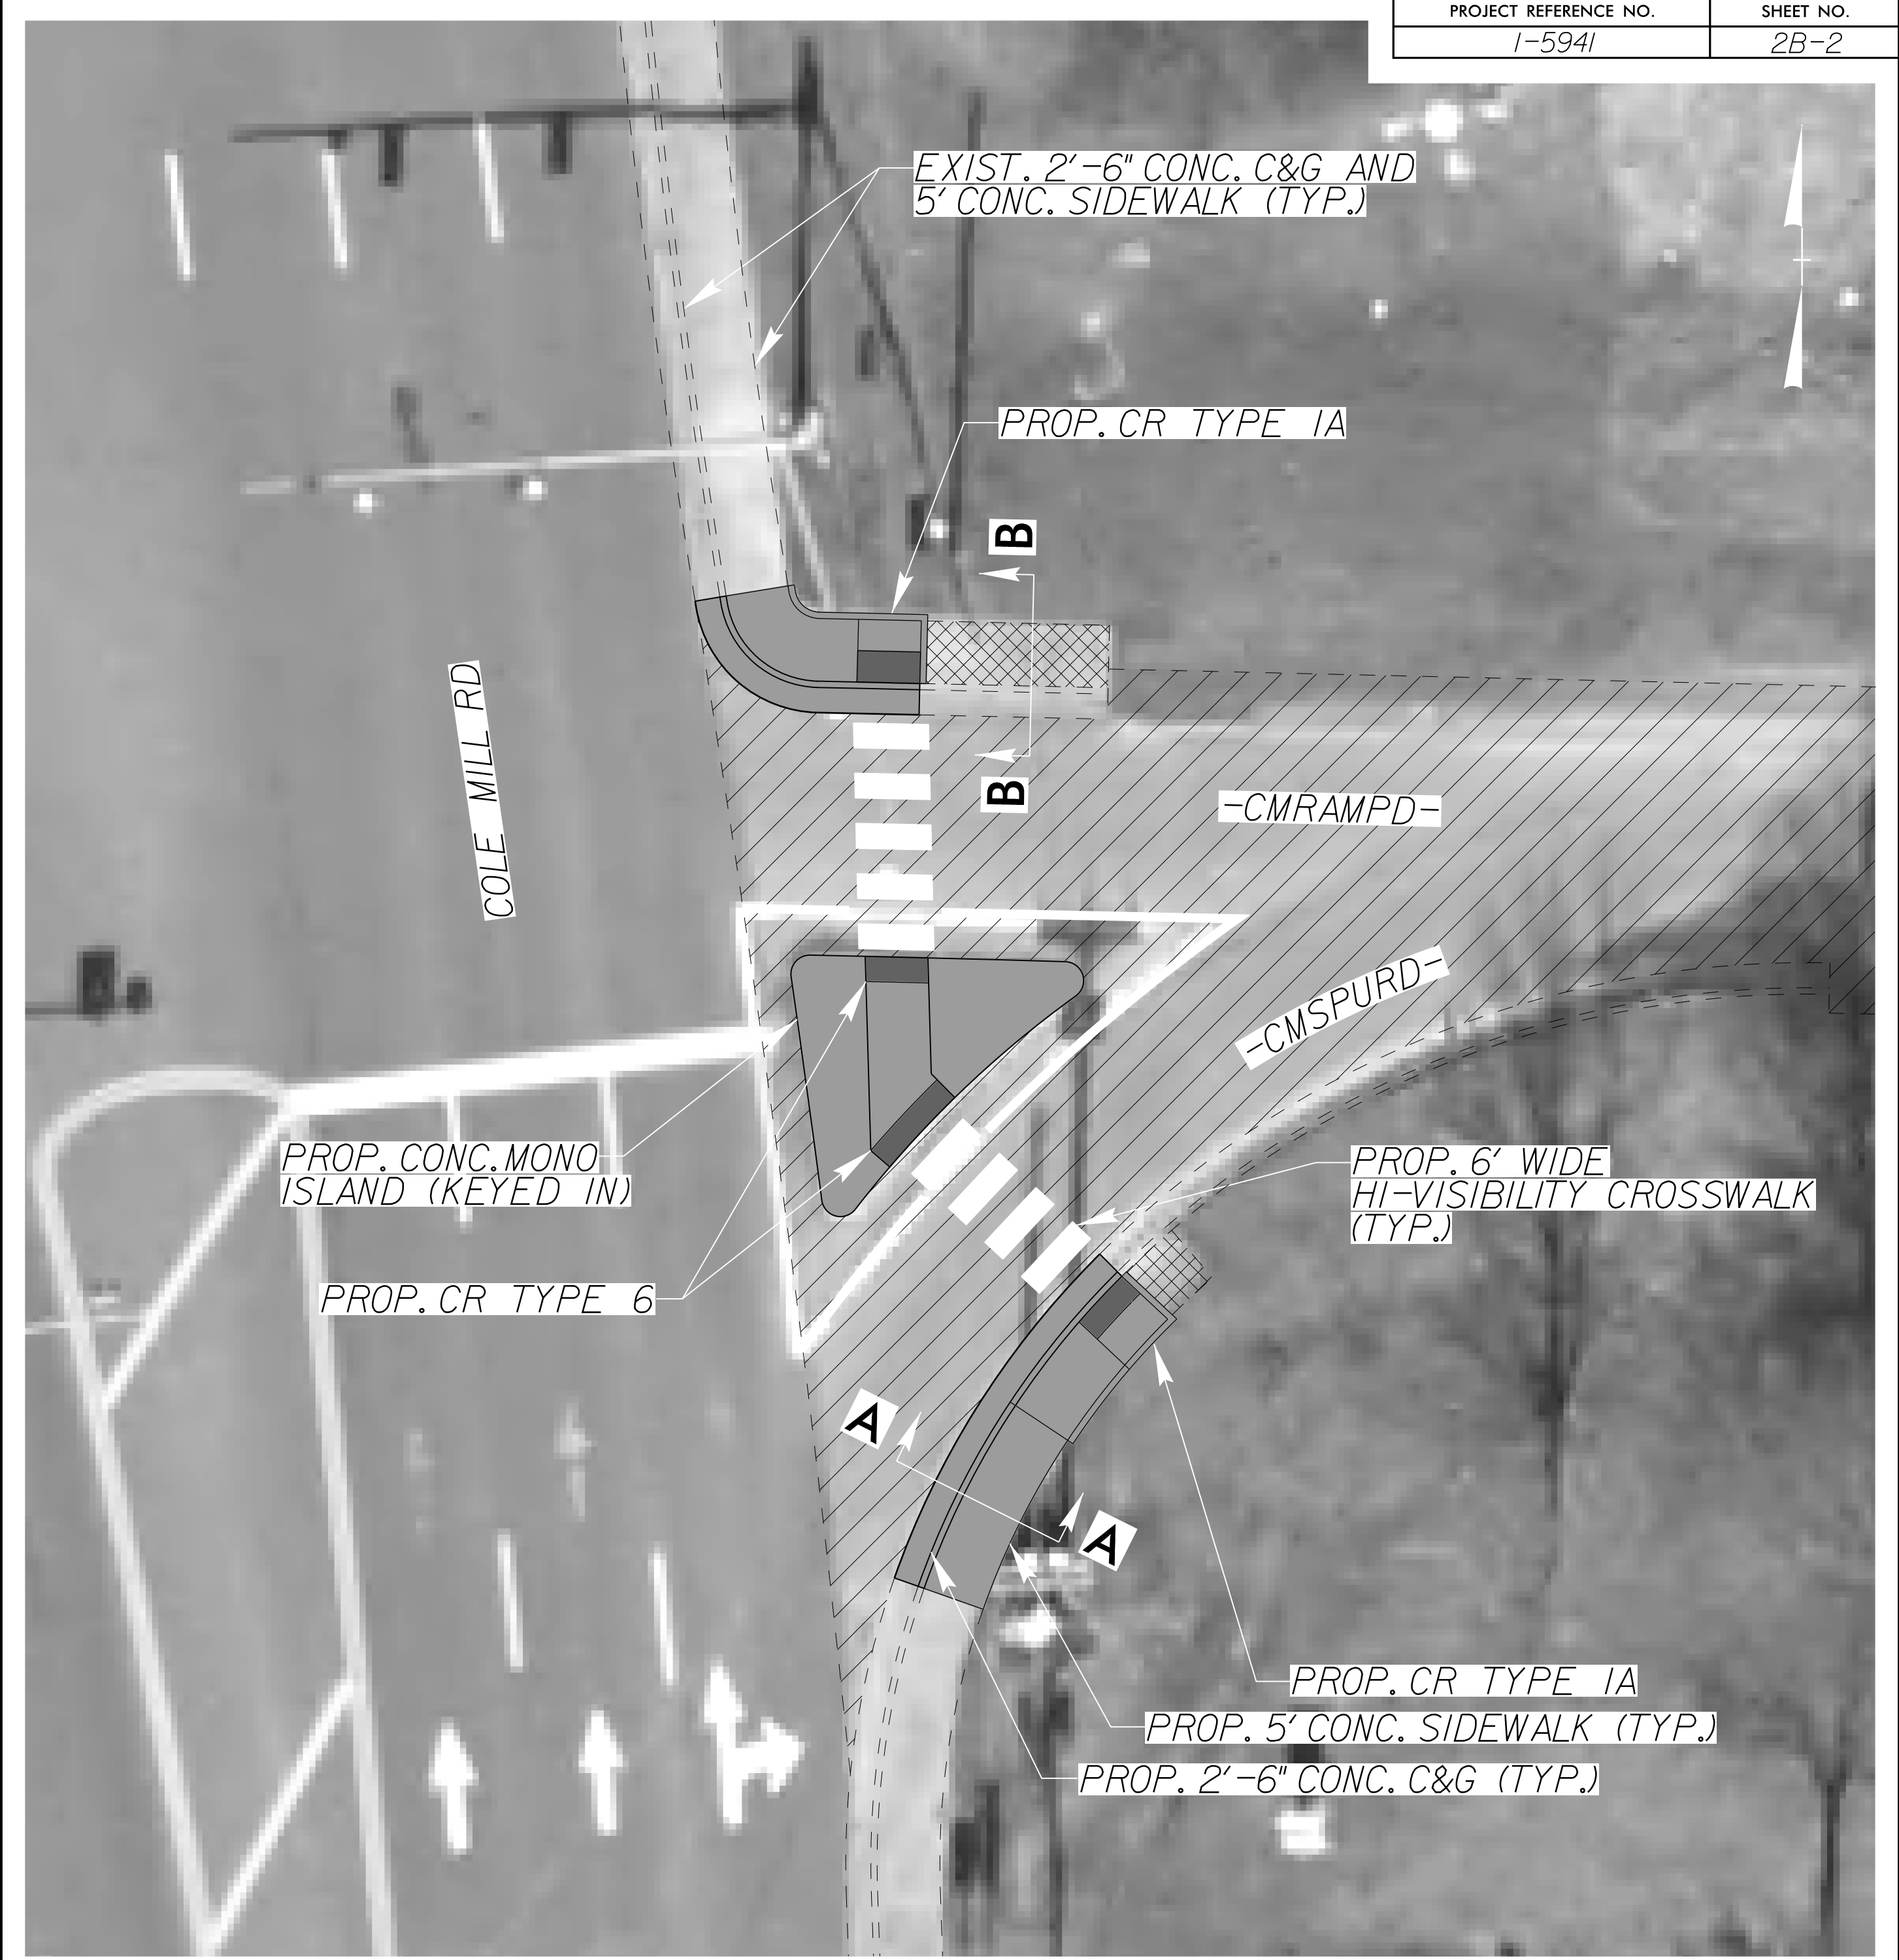 PROJECT REFERENCE NO.
SHEET NO.
I-5941
2B-2
EXIST. 2'-6" CONC. C&G AND
5' CONC. SIDEWALK (TYP.)
PROP. CR TYPE 1A
B
COLE MILL RD
B
-CMRAMPD-
-CMSPURD-
PROP. CONC. MONO
ISLAND (KEYED IN)
PROP. 6' WIDE
HI-VISIBILITY CROSSWALK
(TYP.)
PROP. CR TYPE 6
A
A
PROP. CR TYPE 1A
PROP. 5' CONC. SIDEWALK (TYP.)
PROP. 2'-6" CONC. C&G (TYP.)